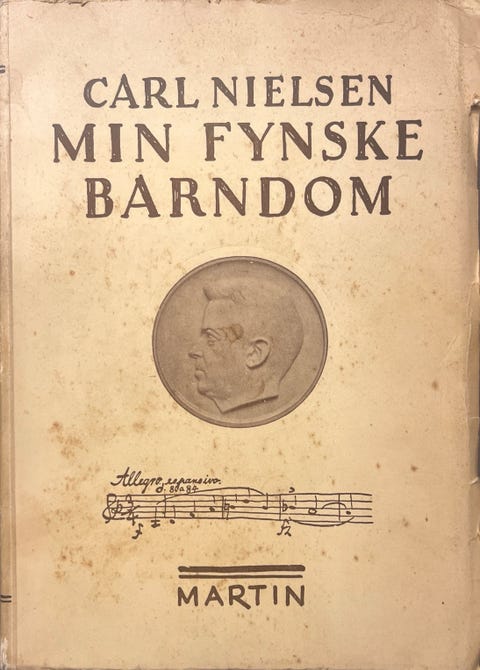 CARL NIELSEN
MIN FYNSKE
BARNDOM
Allegro espansivo.
MARTIN